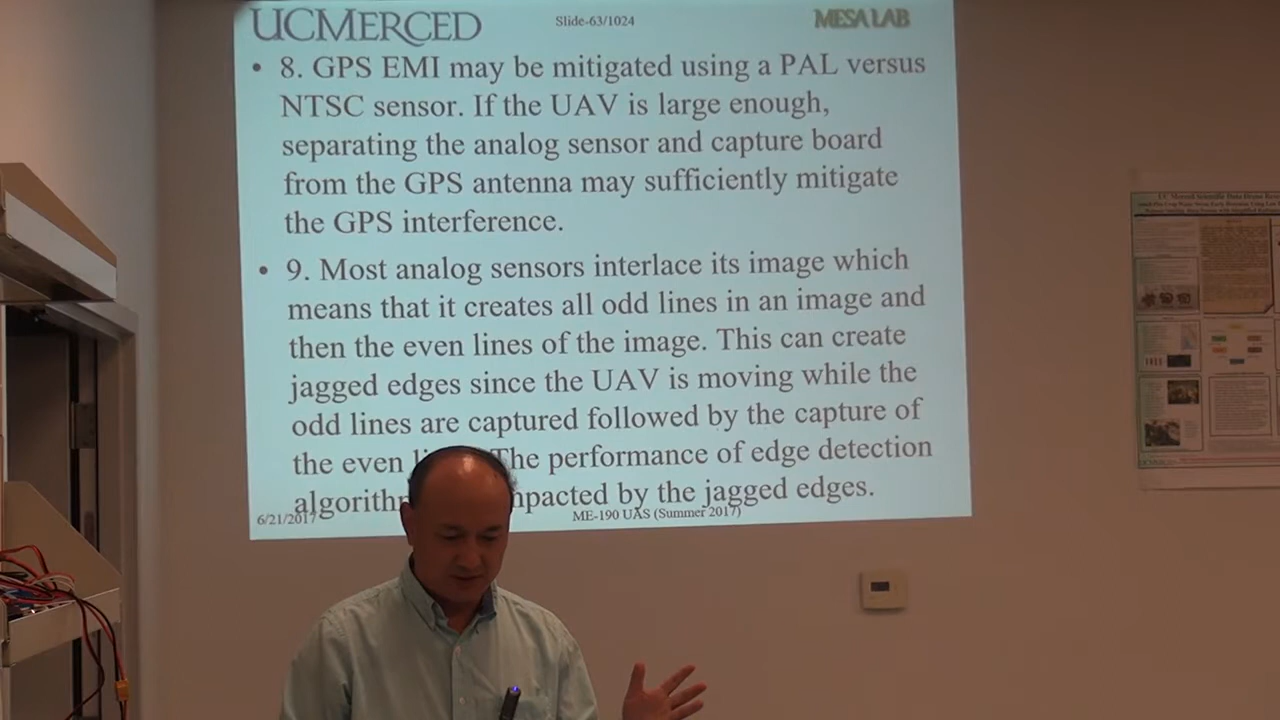 UCMERCED
Slide-63/1024
MESA LAB
• 8. GPS EMI may be mitigated using a PAL versus
NTSC sensor. If the UAV is large enough,
separating the analog sensor and capture board
from the GPS antenna may sufficiently mitigate
the GPS interference.
• 9. Most analog sensors interlace its image which
means that it creates all odd lines in an image and
then the even lines of the image. This can create
jagged edges since the UAV is moving while the
odd lines are captured followed by the capture of
the even The performance of edge detection
by the jagged edges.
6/21/2017
ME-190 UAS (Summer 2017)